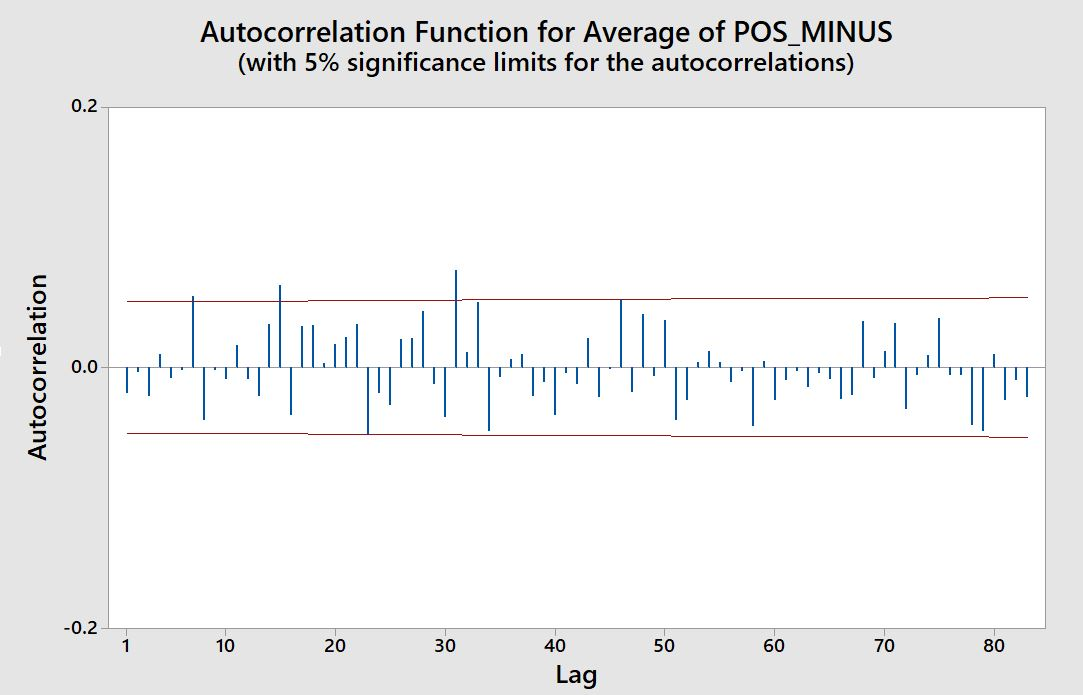 Autocorrelation Function for Average of POS_MINUS
(with 5% significance limits for the autocorrelations)
0.2
0.0
-0.2
Autocorrelation
1 10 20 30 40 50 60 70 80
Lag